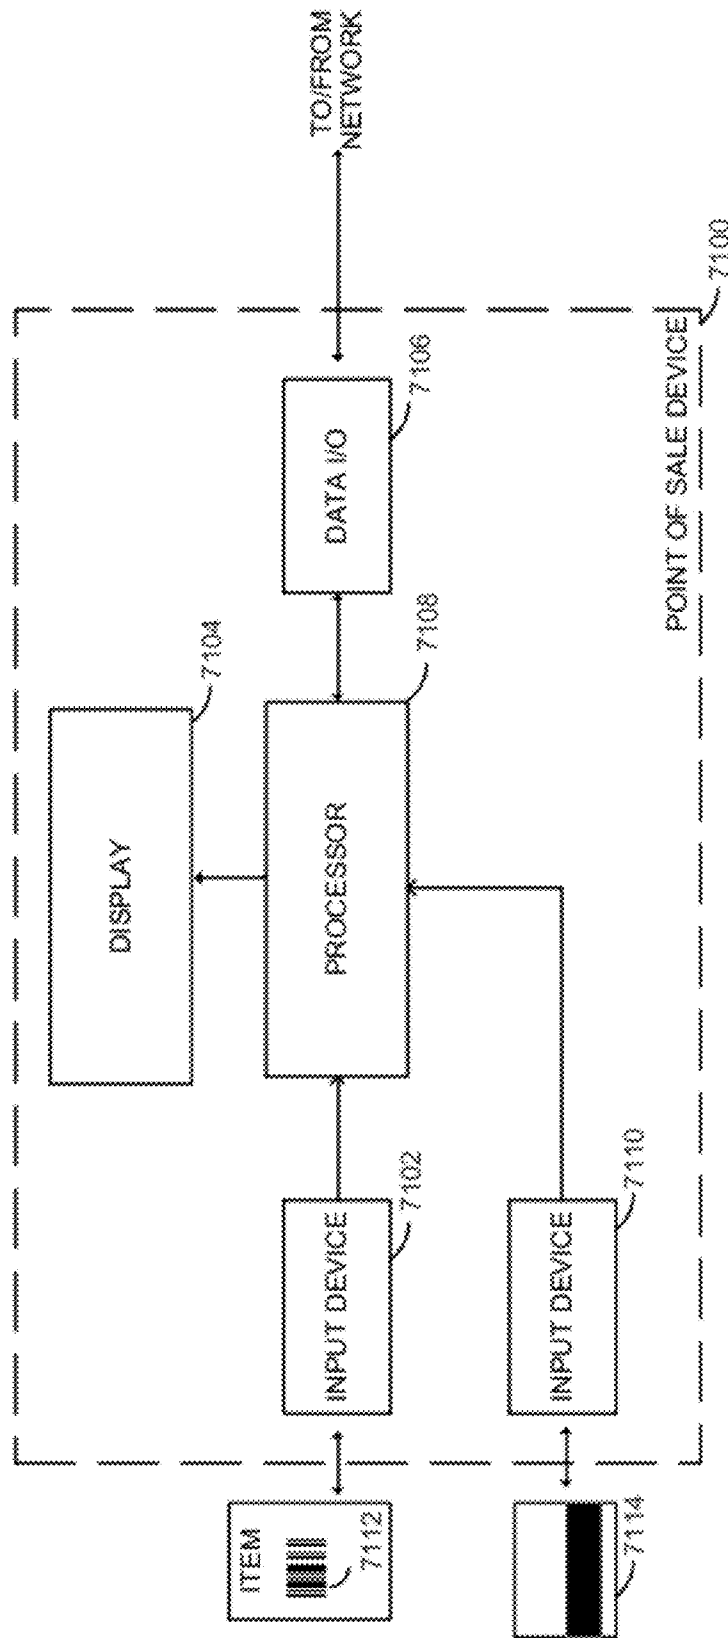 DISPLAY
7104
ITEM
7112
INPUT DEVICE
7102
PROCESSOR
7108
DATA I/O
7106
TO/FROM
NETWORK
7114
INPUT DEVICE
7110
POINT OF SALE DEVICE
7100